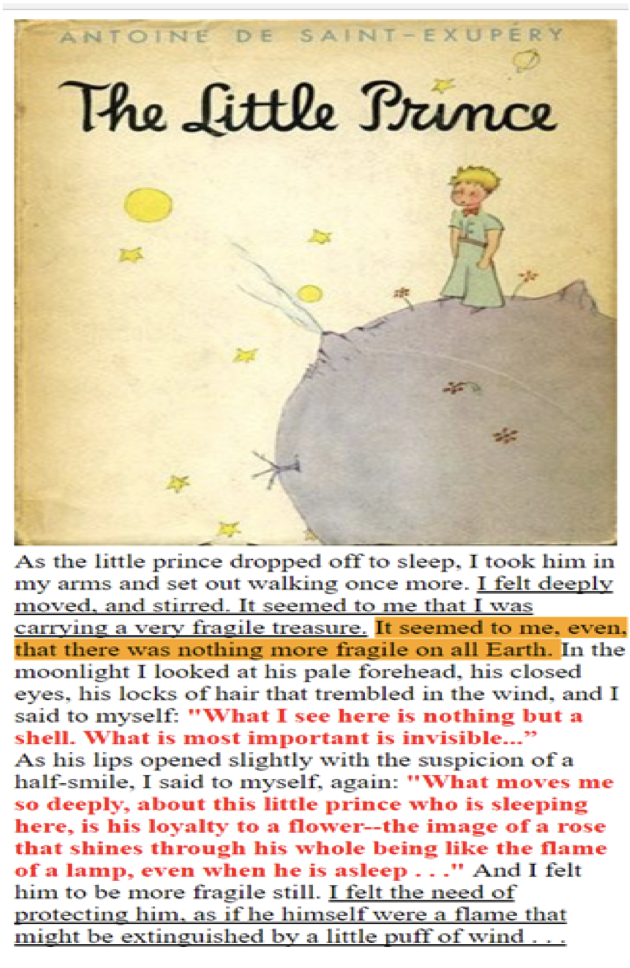 ANTOINE DE SAINT-EXUPÉRY
The Little Prince
As the little prince dropped off to sleep, I took him in
my arms and set out walking once more. I felt deeply
moved, and stirred. It seemed to me that I was
carrying a very fragile treasure. It seemed to me, even,
that there was nothing more fragile on all Earth. In the
moonlight I looked at his pale forehead, his closed
eyes, his locks of hair that trembled in the wind, and I
said to myself: "What I see here is nothing but a
shell. What is most important is invisible...”
As his lips opened slightly with the suspicion of a
half-smile, I said to myself, again: "What moves me
so deeply, about this little prince who is sleeping
here, is his loyalty to a flower--the image of a rose
that shines through his whole being like the flame
of a lamp, even when he is asleep . . ." And I felt
him to be more fragile still. I felt the need of
protecting him, as if he himself were a flame that
might be extinguished by a little puff of wind . . .